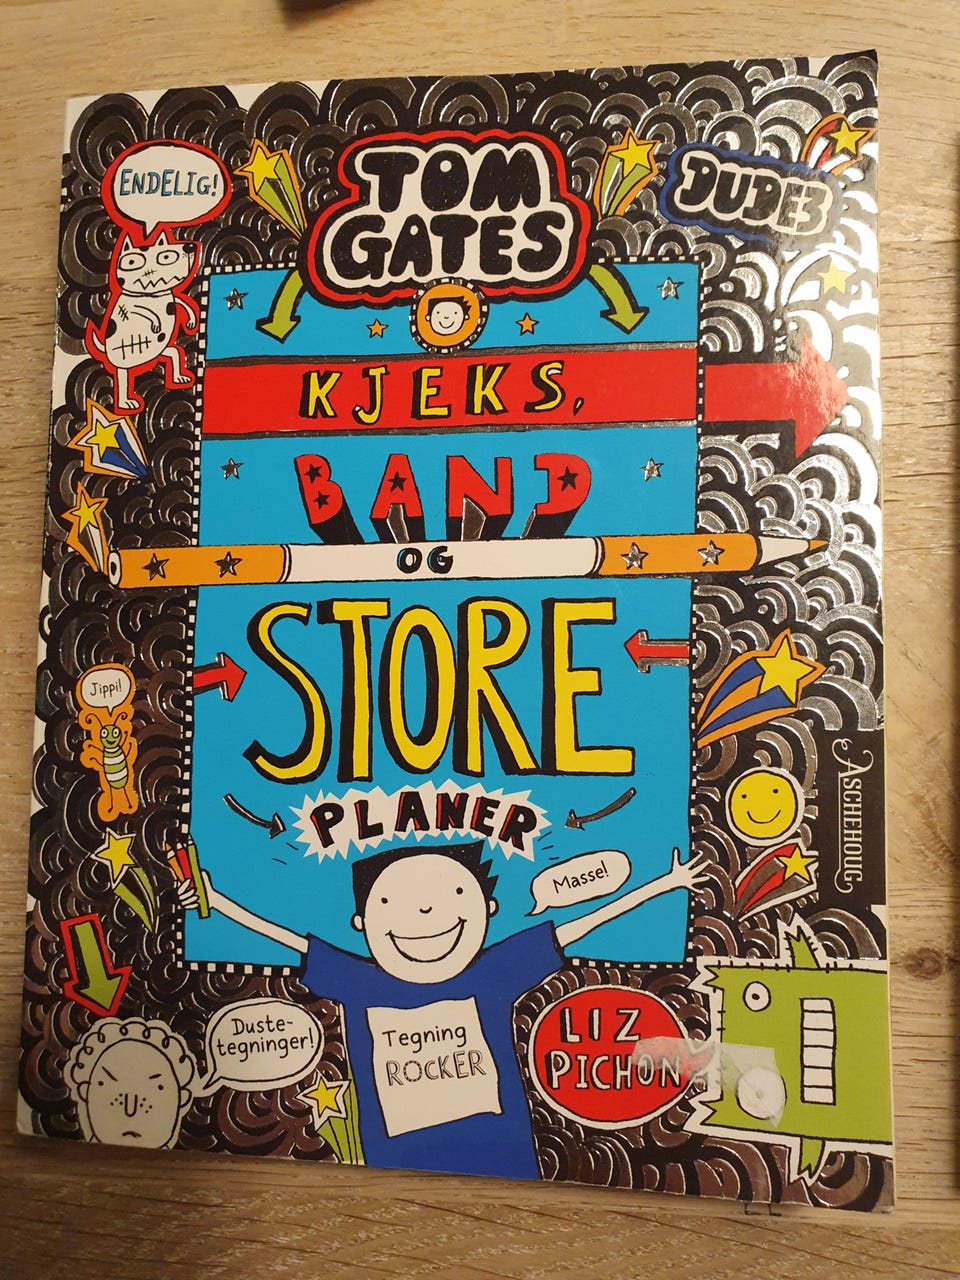 ENDELIG!
TOM
GATES
DUDE3
KJEKS,
BAND
OG
STORE
Jippi!
PLANER
ASCHEHOUG
Masse!
Tegning
ROCKER
Duste-
tegninger!
LIZ
PICHON